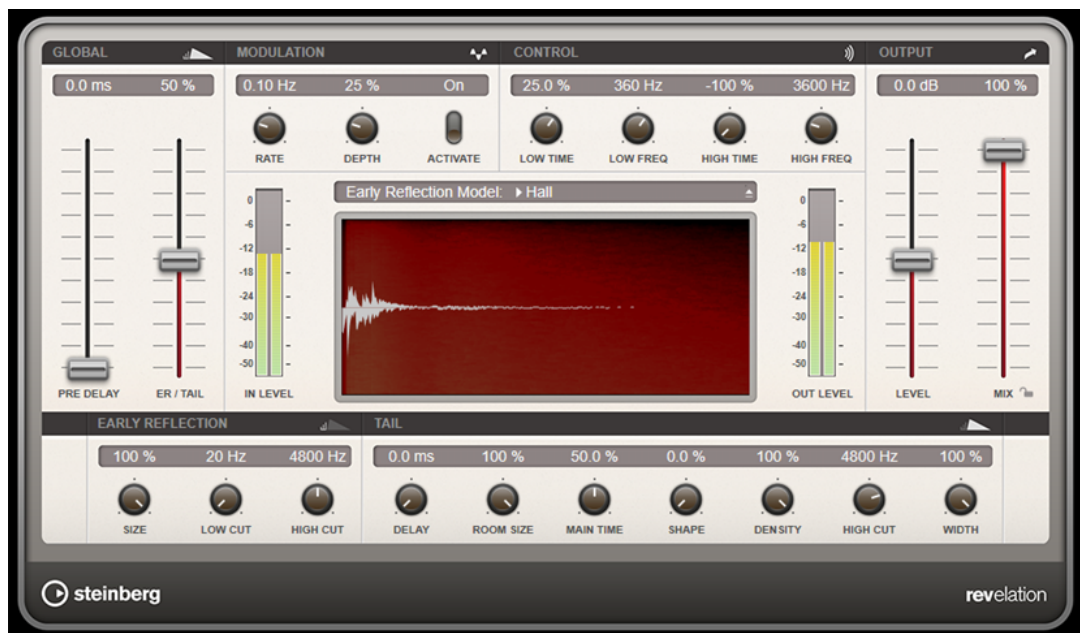 GLOBAL MODULATION CONTROL OUTPUT
0.0 ms 50 % 0.10 Hz 25 % On 25.0 % 360 Hz -100 % 3600 Hz 0.0 dB 100 %
RATE DEPTH ACTIVATE LOW TIME LOW FREQ HIGH TIME HIGH FREQ
Early Reflection Model: Hall
0 0
-6 -6
-12 -12
-18 -18
-24 -24
-30 -30
-40 -40
-50 -50
PRE DELAY ER / TAIL IN LEVEL OUT LEVEL LEVEL MIX
EARLY REFLECTION TAIL
100 % 20 Hz 4800 Hz 0.0 ms 100 % 50.0 % 0.0 % 100 % 4800 Hz 100 %
SIZE LOW CUT HIGH CUT DELAY ROOM SIZE MAIN TIME SHAPE DENSITY HIGH CUT WIDTH
steinberg revelation